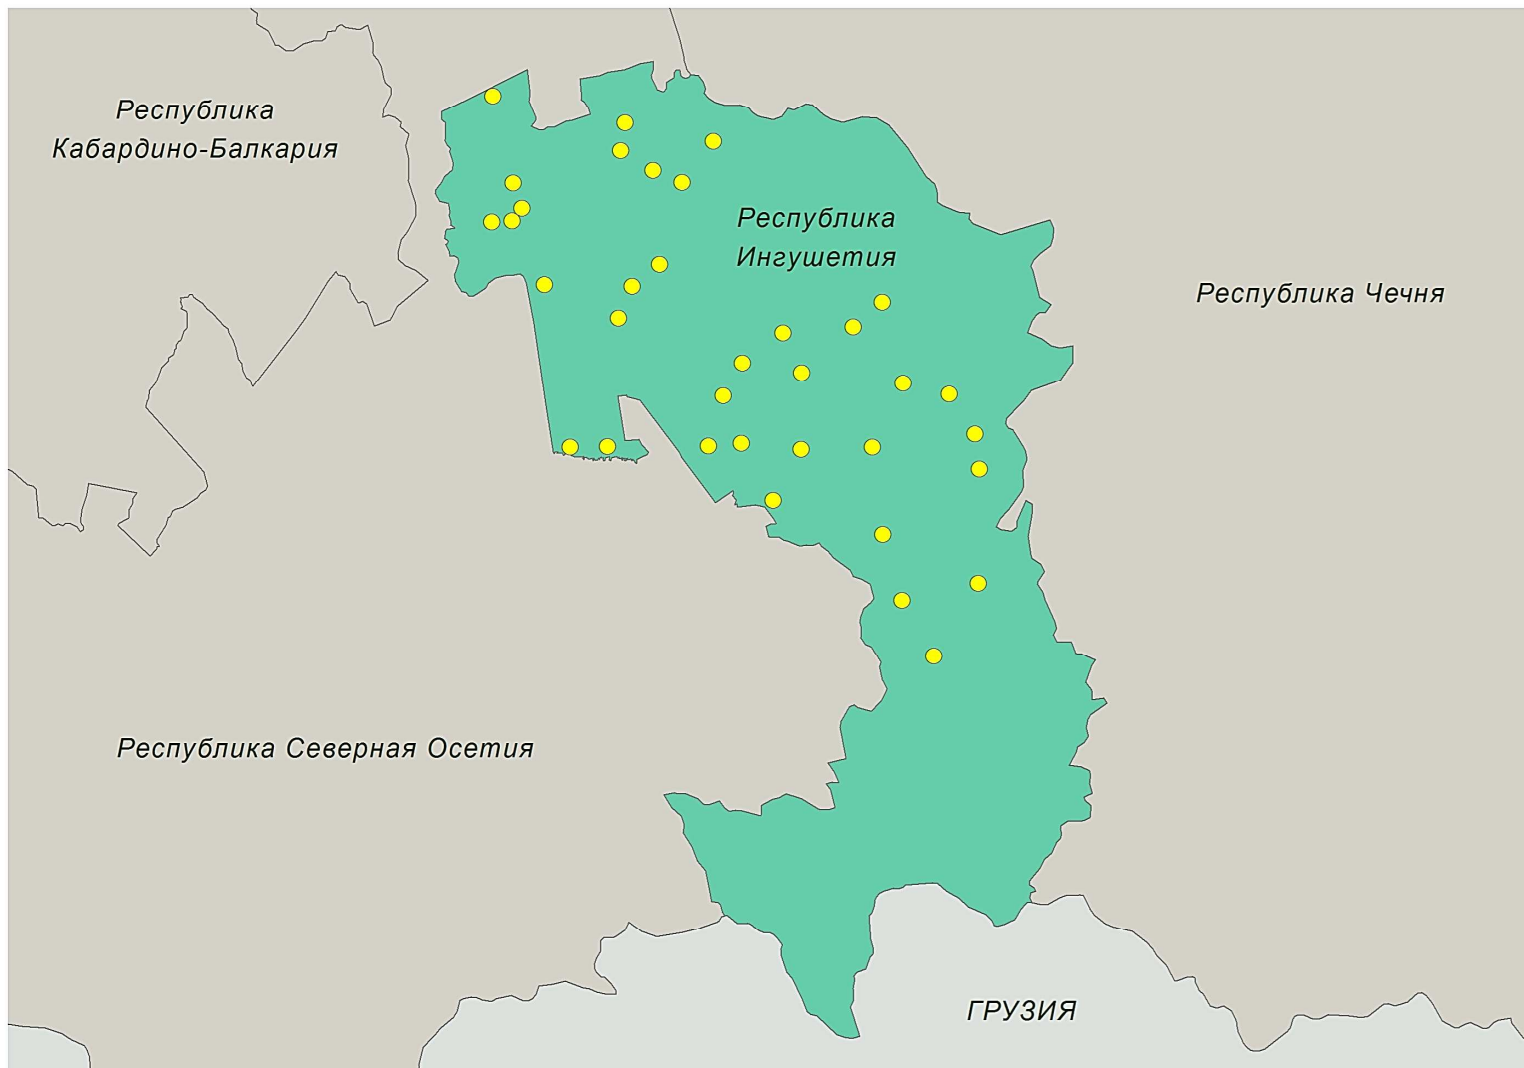 Республика
Кабардино-Балкария
Республика
Ингушетия
Республика Чечня
Республика Северная Осетия
ГРУЗИЯ